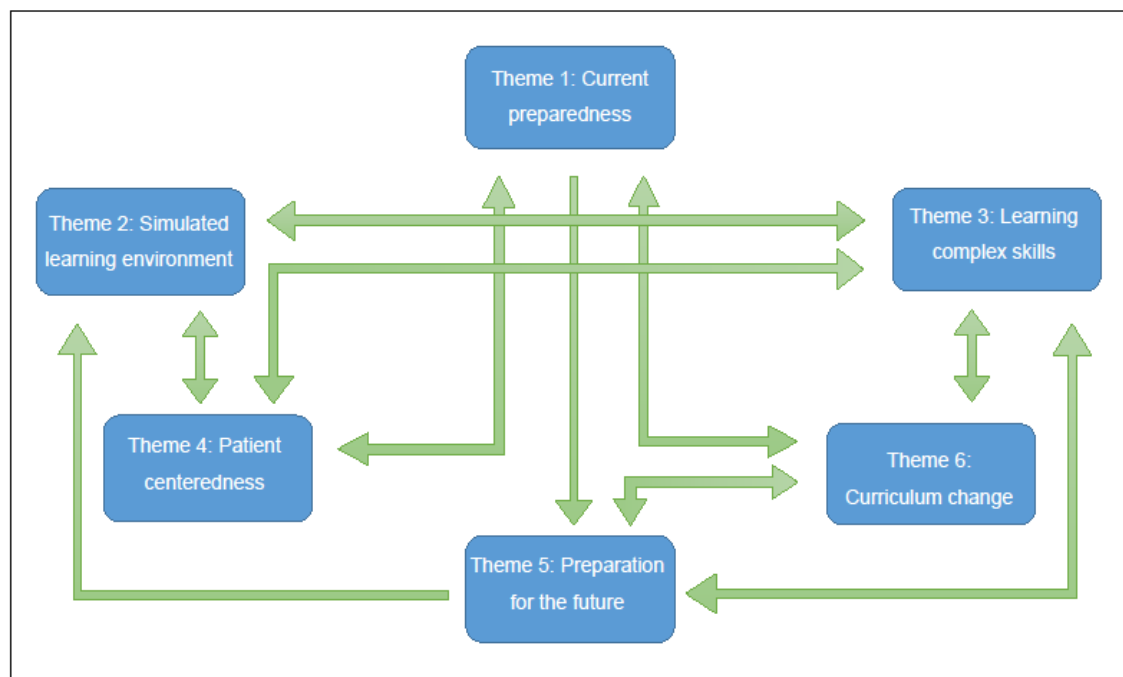 Theme 1: Current
preparedness
Theme 2: Simulated
learning environment
Theme 3: Learning
complex skills
Theme 4: Patient
centeredness
Theme 6:
Curriculum change
Theme 5: Preparation
for the future